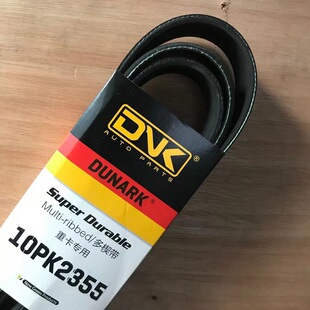 DVK
AUTO PARTS
DUNARK
Super Durable
Multi-ribbed/多楔带
重卡专用
10PK2355